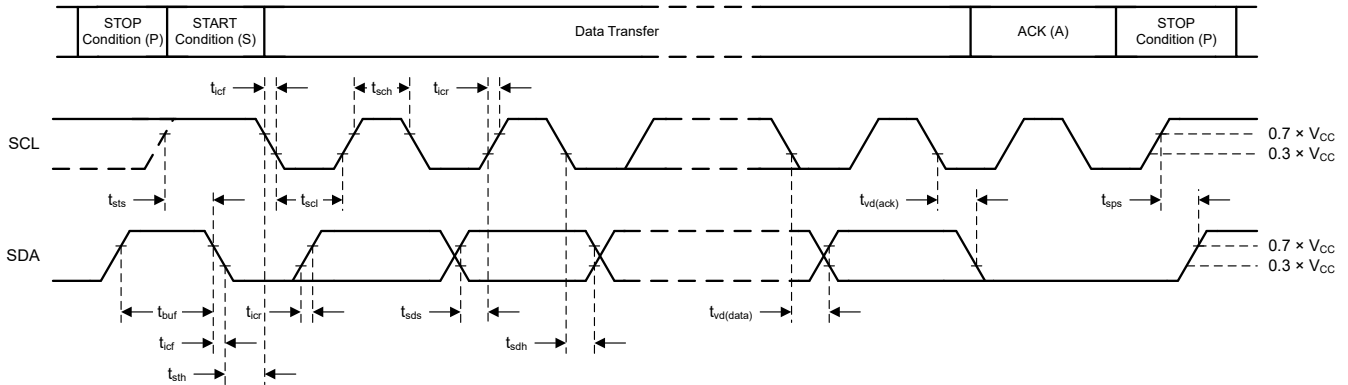 STOP
Condition (P)
START
Condition (S)
Data Transfer
ACK (A)
STOP
Condition (P)
t_icf
t_sch
t_icr
SCL
0.7 × V_CC
0.3 × V_CC
t_sts
t_scl
t_vd(ack)
t_sps
SDA
0.7 × V_CC
0.3 × V_CC
t_buf
t_icr
t_sds
t_vd(data)
t_icf
t_sdh
t_sth